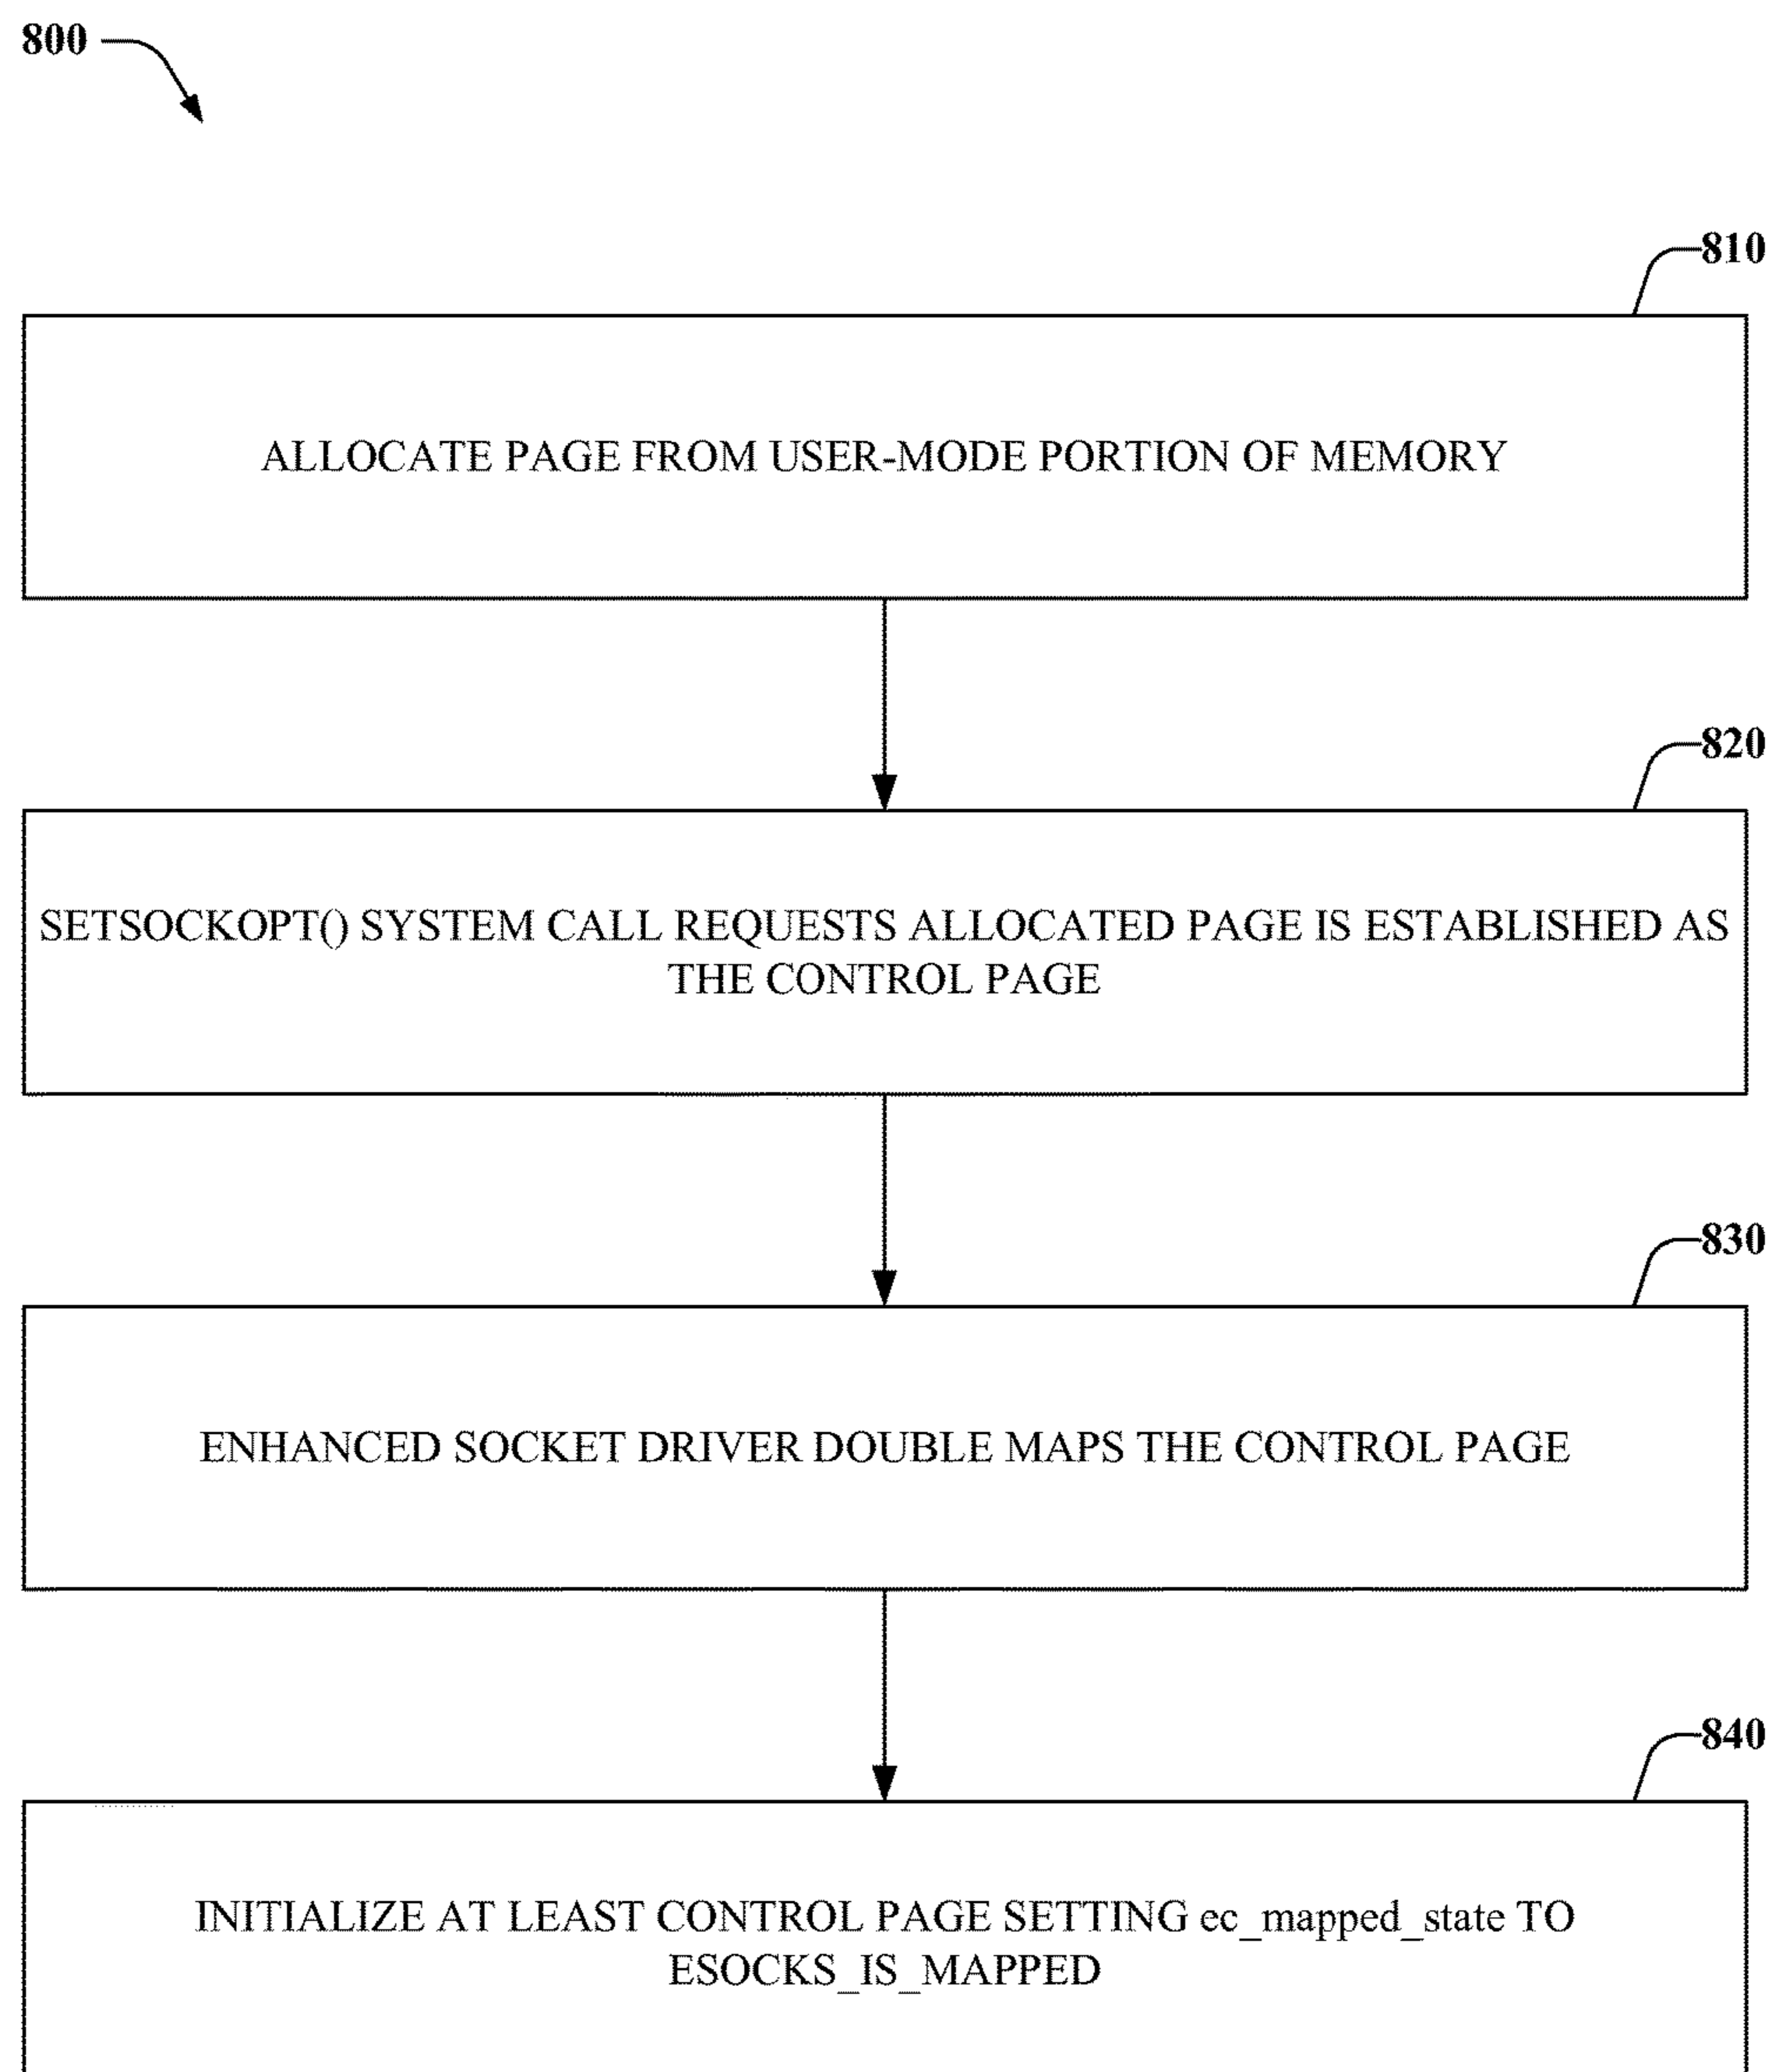 800
810
ALLOCATE PAGE FROM USER-MODE PORTION OF MEMORY
820
SETSOCKOPT() SYSTEM CALL REQUESTS ALLOCATED PAGE IS ESTABLISHED AS
THE CONTROL PAGE
830
ENHANCED SOCKET DRIVER DOUBLE MAPS THE CONTROL PAGE
840
INITIALIZE AT LEAST CONTROL PAGE SETTING ec_mapped_state TO
ESOCKS_IS_MAPPED